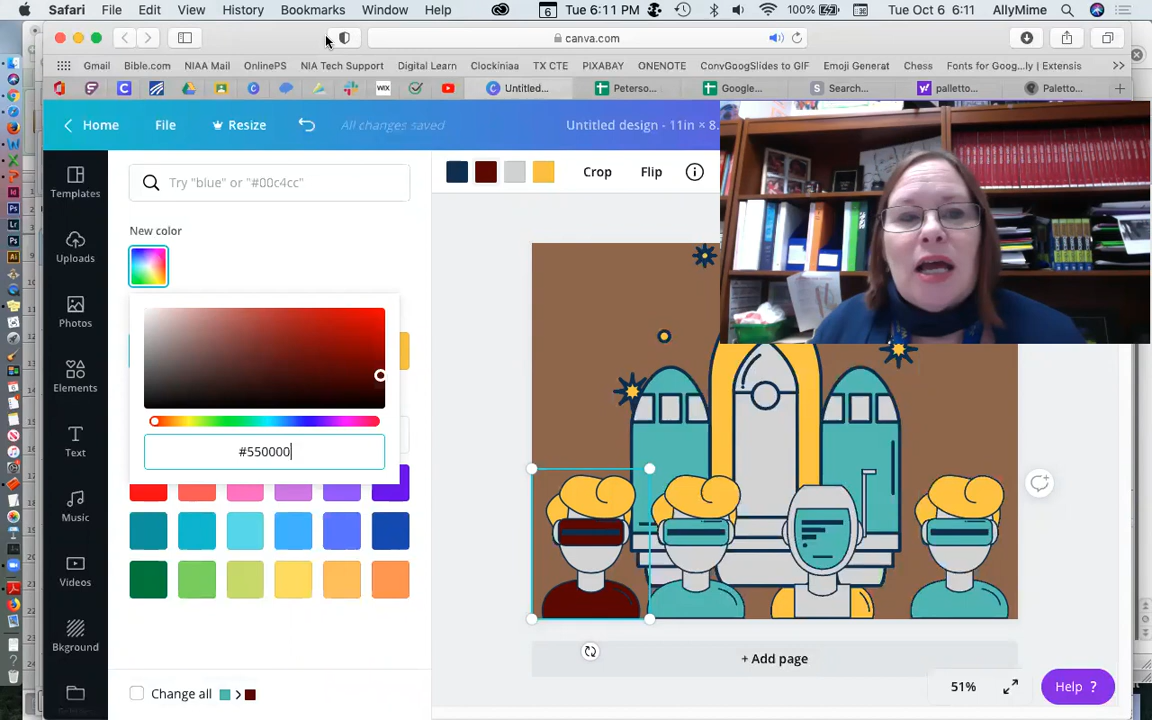 Safari File Edit View History Bookmarks Window Help 6 Tue 6:11 PM 100% Tue Oct 6 6:11 AllyMime
canva.com
Gmail Bible.com NIAA Mail OnlinePS NIA Tech Support Digital Learn Clockiniaa TX CTE PIXABAY ONENOTE ConvGoogSlides to GIF Emoji Generat Chess Fonts for Goog...ly | Extensis >>
WIX Untitled... Peterso... Google... Search... palletto... Paletto...
Home File Resize All changes saved Untitled design - 11in × 8.
Try "blue" or "#00c4cc"
Crop Flip
Templates
New color
Uploads
Photos
Elements
#550000
Text
Music
Videos
Bkground
+ Add page
Change all
51% Help ?